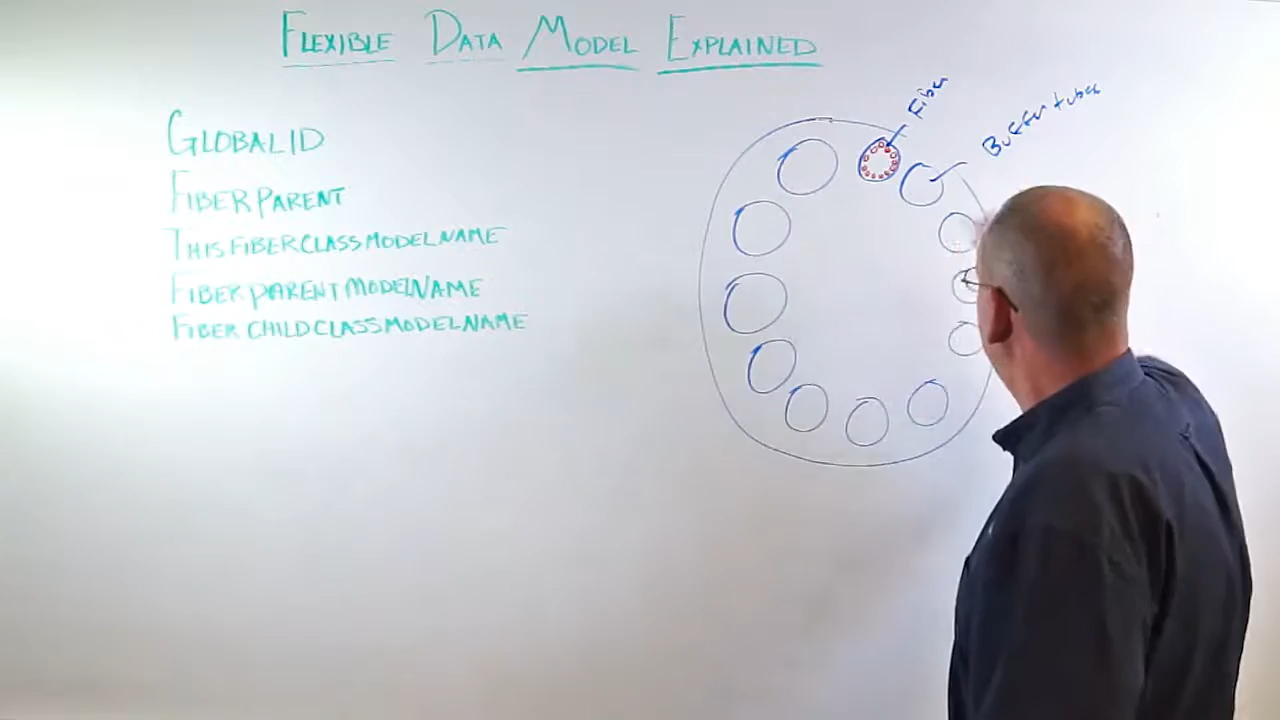 FLEXIBLE DATA MODEL EXPLAINED
GLOBALID
FIBERPARENT
THISFIBERCLASSMODELNAME
FIBERPARENTMODELNAME
FIBERCHILDCLASSMODELNAME
Fiber
Buffer tubes